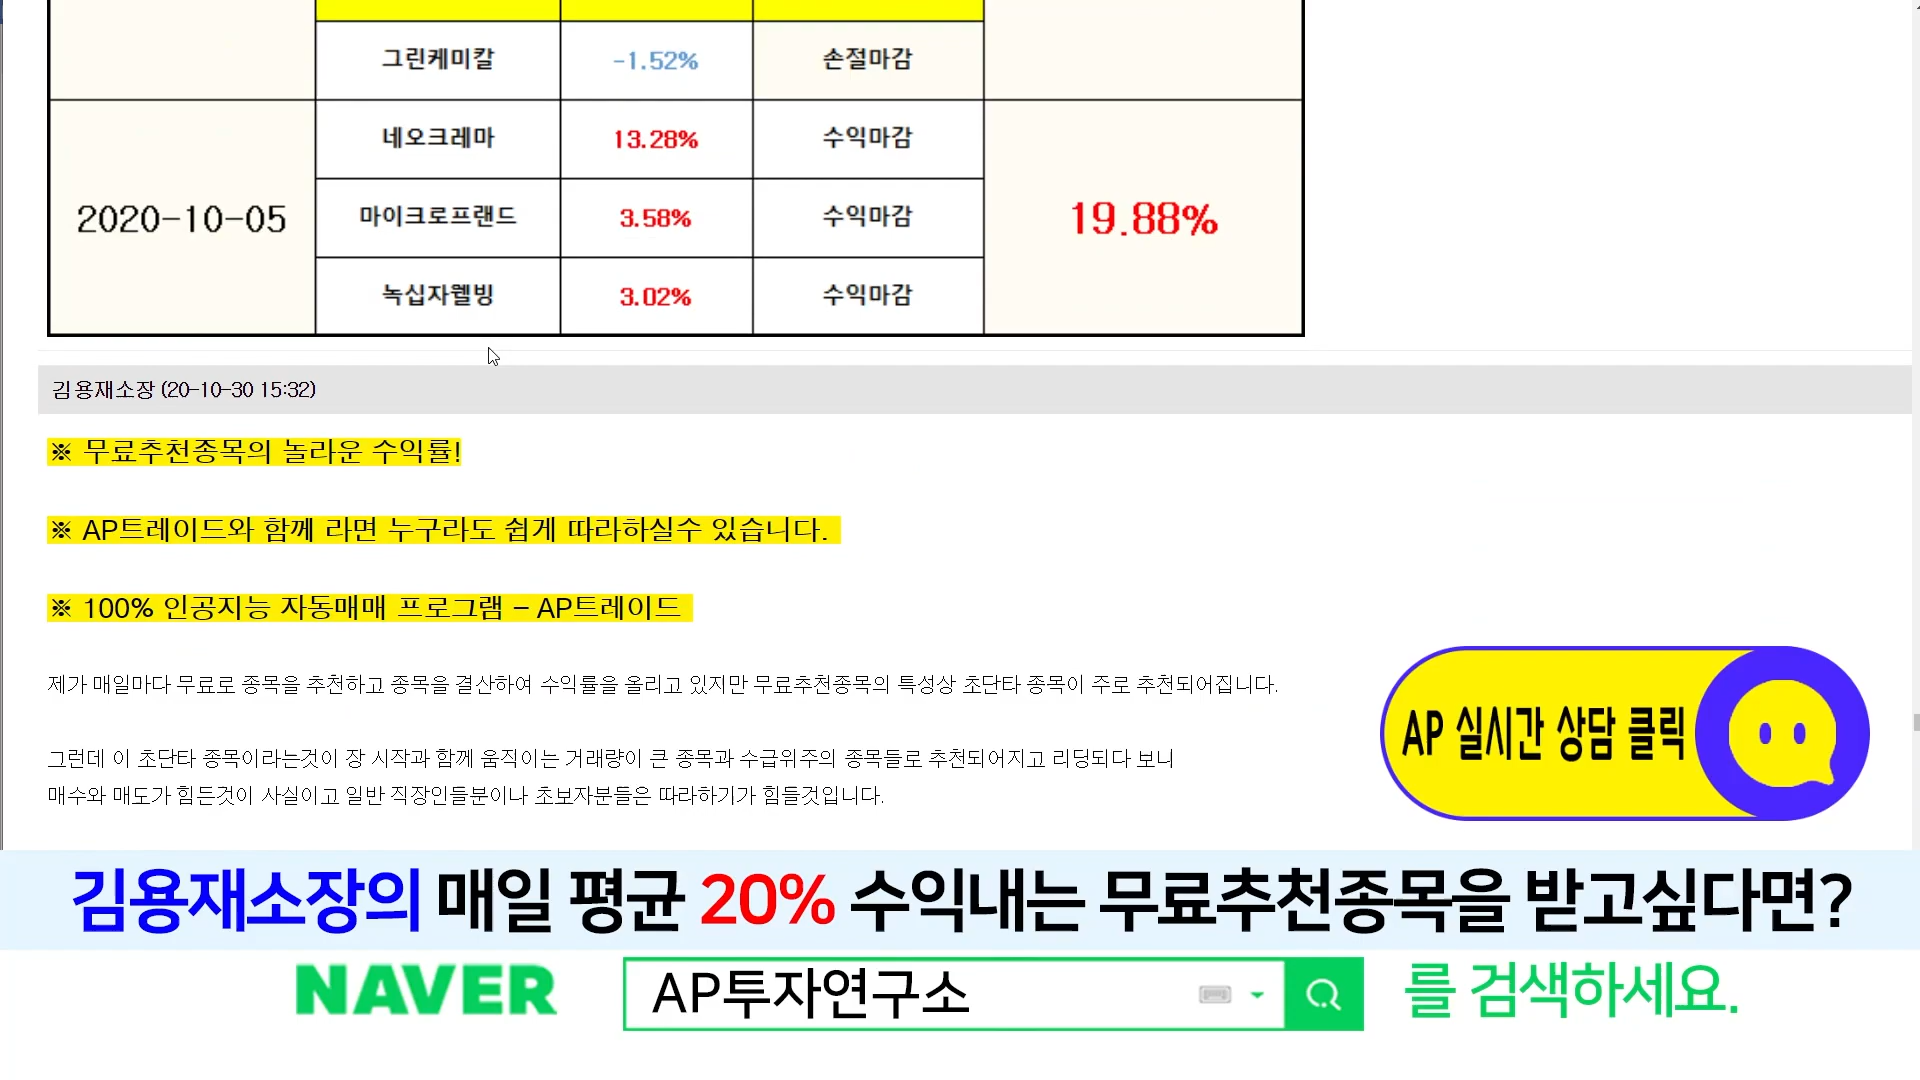 그린케미칼 -1.52% 손절마감
네오크레마 13.28% 수익마감
2020-10-05 마이크로프랜드 3.58% 수익마감 19.88%
녹십자웰빙 3.02% 수익마감
김용재소장 (20-10-30 15:32)
※ 무료추천종목의 놀라운 수익률!
※ AP트레이드와 함께 라면 누구라도 쉽게 따라하실수 있습니다.
※ 100% 인공지능 자동매매 프로그램 – AP트레이드
제가 매일마다 무료로 종목을 추천하고 종목을 결산하여 수익률을 올리고 있지만 무료추천종목의 특성상 초단타 종목이 주로 추천되어집니다.
그런데 이 초단타 종목이라는것이 장 시작과 함께 움직이는 거래량이 큰 종목과 수급위주의 종목들로 추천되어지고 리딩되다 보니
매수와 매도가 힘든것이 사실이고 일반 직장인들분이나 초보자분들은 따라하기가 힘들것입니다.
AP 실시간 상담 클릭
김용재소장의 매일 평균 20% 수익내는 무료추천종목을 받고싶다면?
NAVER AP투자연구소 를 검색하세요.